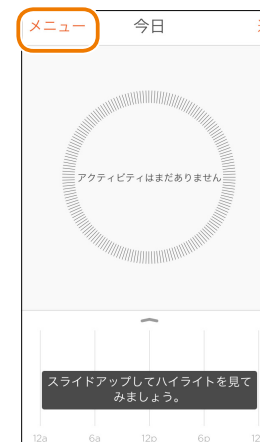 メニュー 今日
アクティビティはまだありません
スライドアップしてハイライトを見て
みましょう。
12a 6a 12p 6p